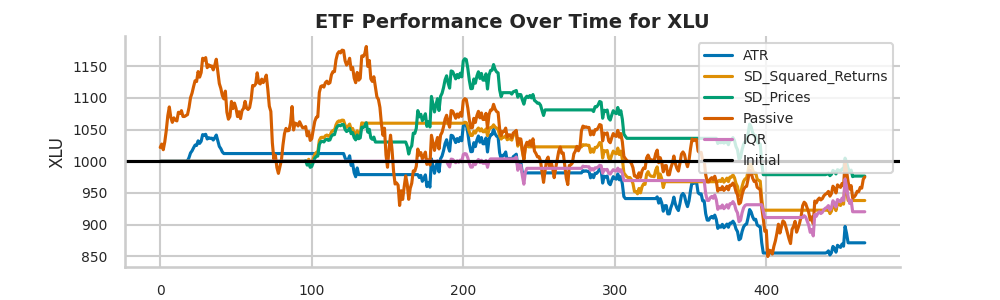 ETF Performance Over Time for XLU
XLU
1150
1100
1050
1000
950
900
850
0 100 200 300 400
ATR
SD_Squared_Returns
SD_Prices
Passive
IQR
Initial